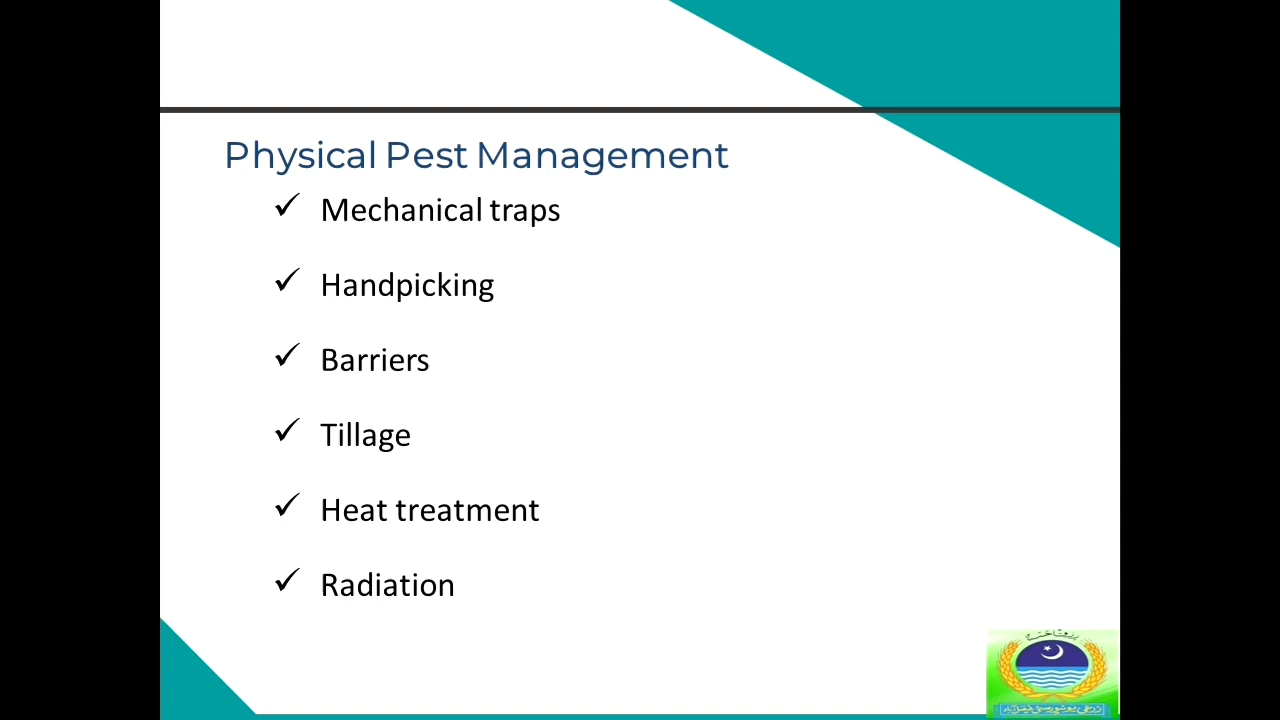 Physical Pest Management
✓ Mechanical traps
✓ Handpicking
✓ Barriers
✓ Tillage
✓ Heat treatment
✓ Radiation